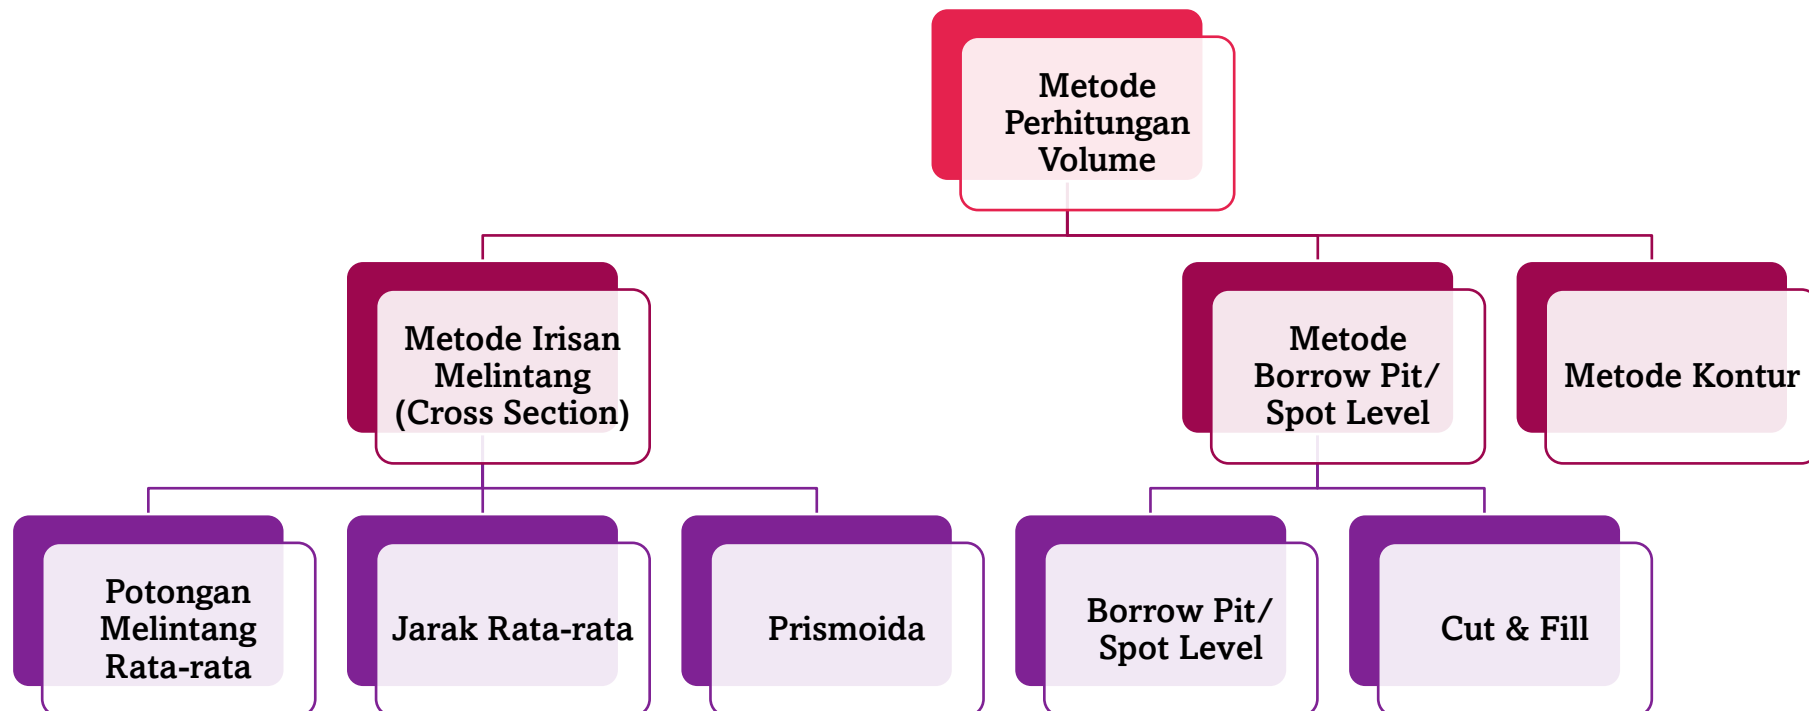 Metode
Perhitungan
Volume
Metode Irisan
Melintang
(Cross Section)
Metode
Borrow Pit/
Spot Level
Metode Kontur
Potongan
Melintang
Rata-rata
Jarak Rata-rata
Prismoida
Borrow Pit/
Spot Level
Cut & Fill